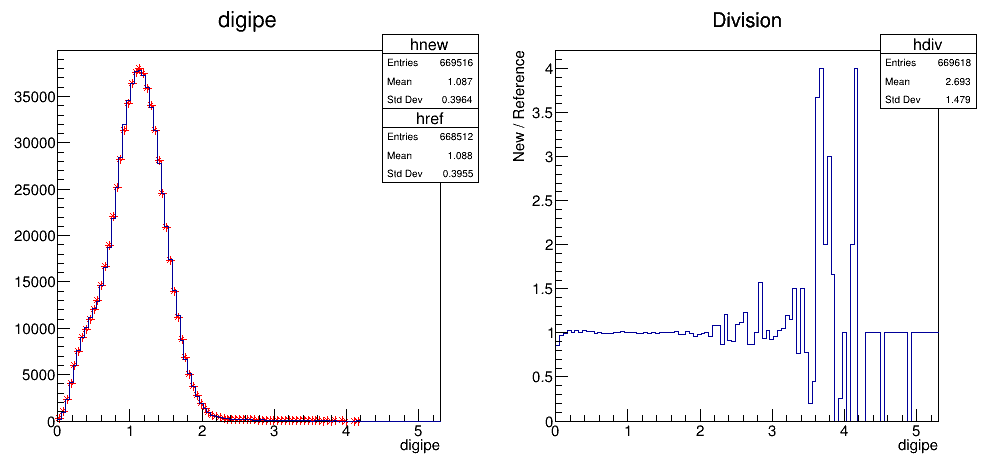 digipe
hnew
Entries 669516
Mean 1.087
Std Dev 0.3964
href
Entries 668512
Mean 1.088
Std Dev 0.3955
35000
30000
25000
20000
15000
10000
5000
0
0 1 2 3 4 5
digipe
Division
hdiv
Entries 669618
Mean 2.693
Std Dev 1.479
New / Reference
4
3.5
3
2.5
2
1.5
1
0.5
0
0 1 2 3 4 5
digipe